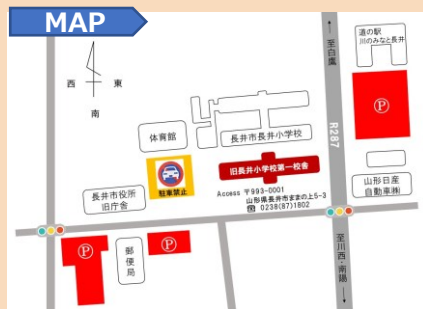 MAP
西
東
南
至白鷹
道の駅
川のみなと長井
P
R287
体育館
長井市長井小学校
駐車禁止
旧長井小学校第一校舎
長井市役所
旧庁舎
Access 〒993-0001
山形県長井市ままの上5-3
☎ 0238(87)1802
山形日産
自動車㈱
P
郵便局
P
至川西・南陽